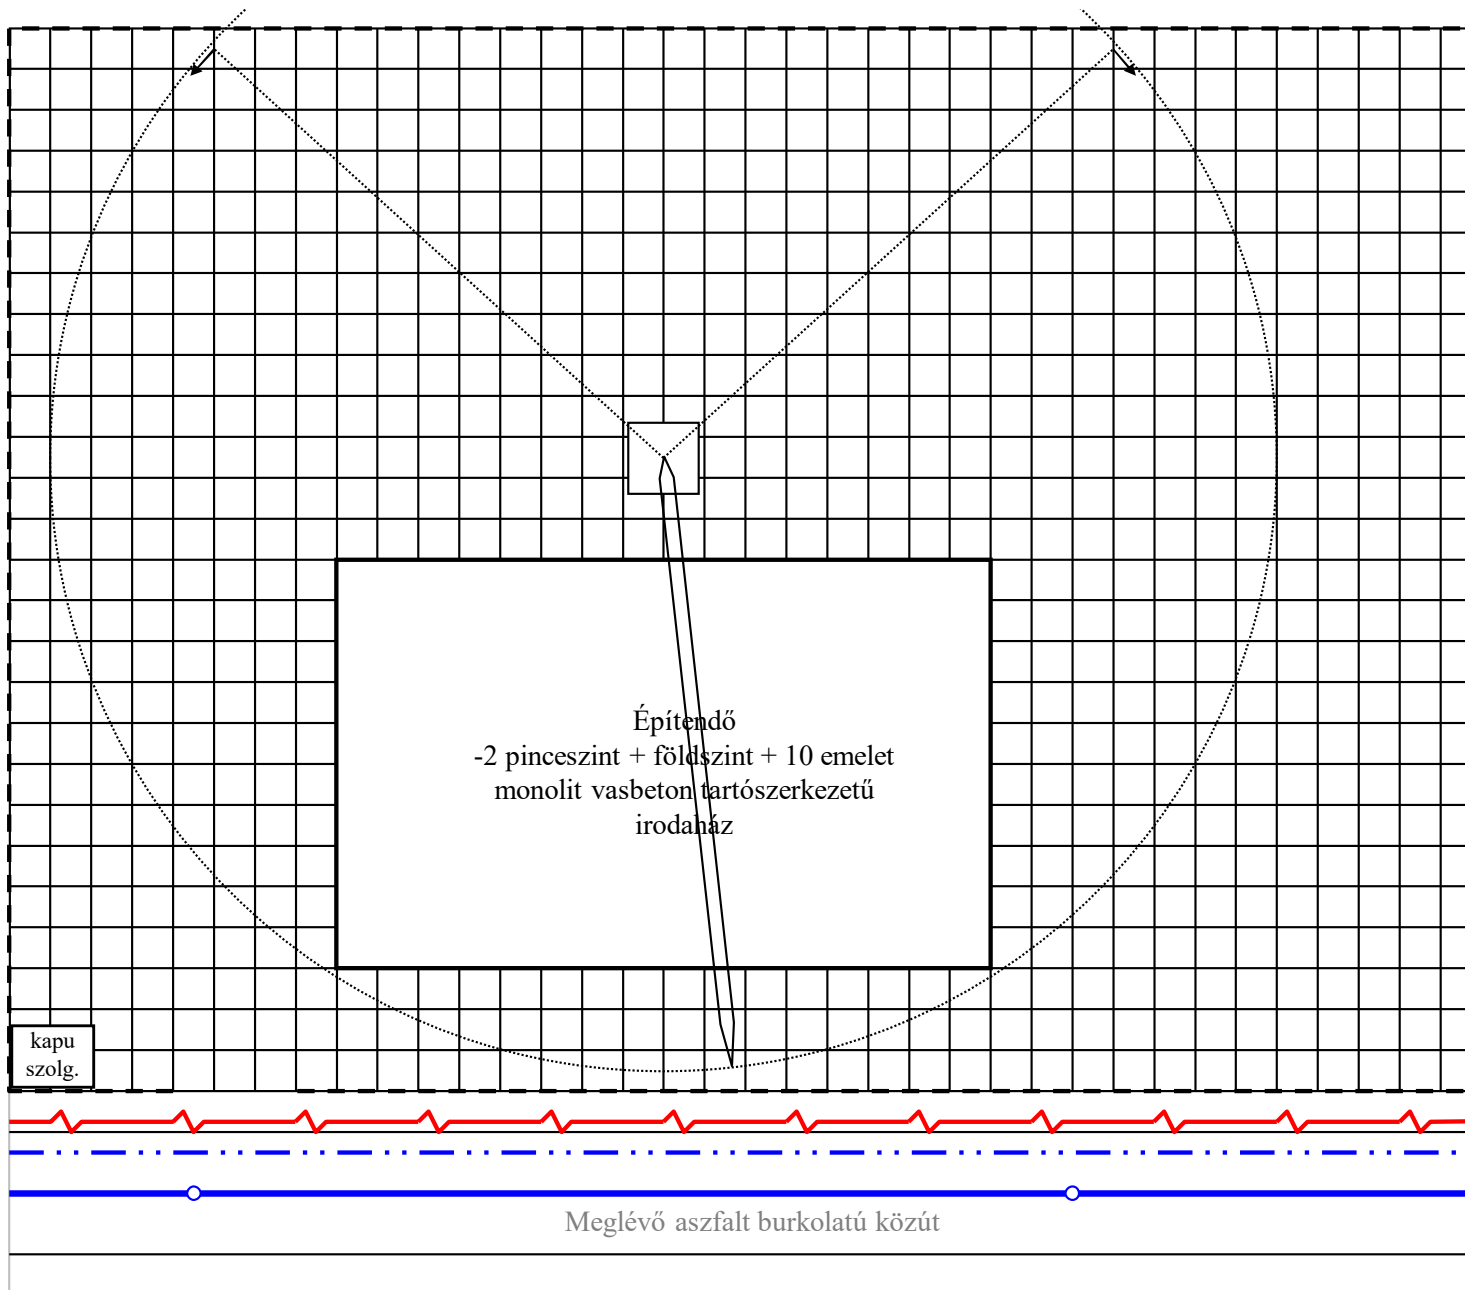 Építendő
-2 pinceszint + földszint + 10 emelet
monolit vasbeton tartószerkezetű
irodaház
kapu
szolg.
Meglévő aszfalt burkolatú közút